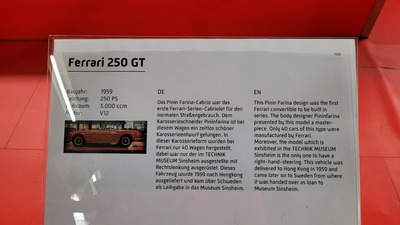 Ferrari 250 GT
Baujahr: 1959
Leistung: 250 PS
Hubraum: 3.000 ccm
Motor: V12
DE
Das Pinin Farina-Cabrio war das
erste Ferrari-Serien-Cabriolet für den
normalen Straßengebrauch. Dem
Karosserieschneider Pininfarina ist bei
diesem Wagen ein zeitlos schöner
Karosserieentwurf gelungen. In
dieser Karosserieform wurden bei
Ferrari nur 40 Wagen hergestellt,
dabei war nur der im TECHNIK
MUSEUM Sinsheim ausgestellte mit
Rechtslenkung ausgerüstet. Dieses
Fahrzeug wurde 1959 nach Hongkong
ausgeliefert und kam über Schweden
als Leihgabe in das Museum Sinsheim.
EN
This Pinin Farina design was the first
Ferrari convertible to be built in
series. The body designer Pininfarina
presented by this model a master-
piece. Only 40 cars of this type were
manufactured by Ferrari.
Moreover, the model which is
exhibited in the TECHNIK MUSEUM
Sinsheim is the only one to have a
right-hand-steering. This vehicle was
delivered to Hong Kong in 1959 and
came later on to Sweden from where
it was handed over as loan to
Museum Sinsheim.